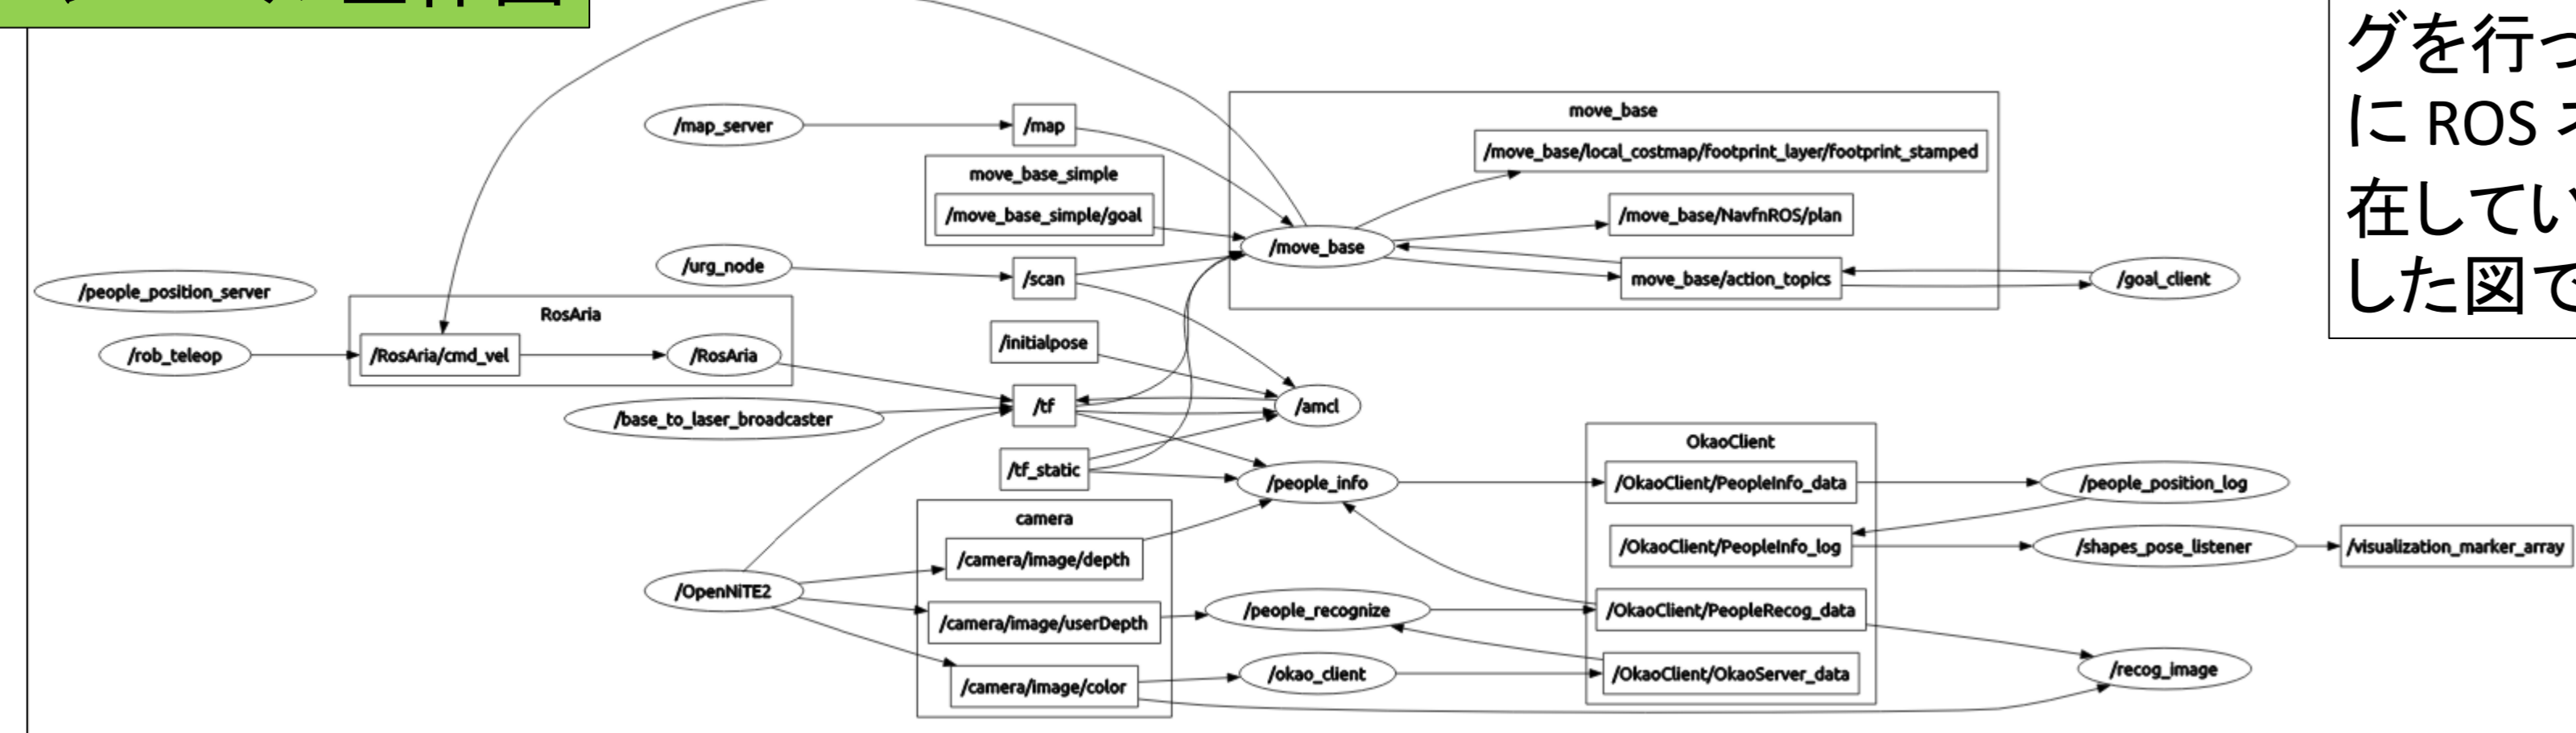 グを行っ
に ROS ネ
在してい
した図で
/map_server
/map
move_base
/move_base/local_costmap/footprint_layer/footprint_stamped
move_base_simple
/move_base_simple/goal
/move_base/NavfnROS/plan
/move_base
/urg_node
/scan
move_base/action_topics
/goal_client
/people_position_server
RosAria
/rob_teleop
/RosAria/cmd_vel
/RosAria
/initialpose
/base_to_laser_broadcaster
/tf
/amcl
/tf_static
OkaoClient
/people_info
/OkaoClient/PeopleInfo_data
/people_position_log
camera
/camera/image/depth
/OkaoClient/PeopleInfo_log
/shapes_pose_listener
/visualization_marker_array
/OpenNiTE2
/camera/image/userDepth
/people_recognize
/OkaoClient/PeopleRecog_data
/camera/image/color
/okao_client
/OkaoClient/OkaoServer_data
/recog_image